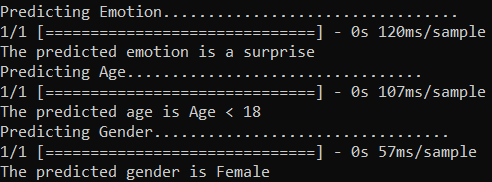 Predicting Emotion.................................
1/1 [==============================] - 0s 120ms/sample
The predicted emotion is a surprise
Predicting Age.................................
1/1 [==============================] - 0s 107ms/sample
The predicted age is Age < 18
Predicting Gender.................................
1/1 [==============================] - 0s 57ms/sample
The predicted gender is Female